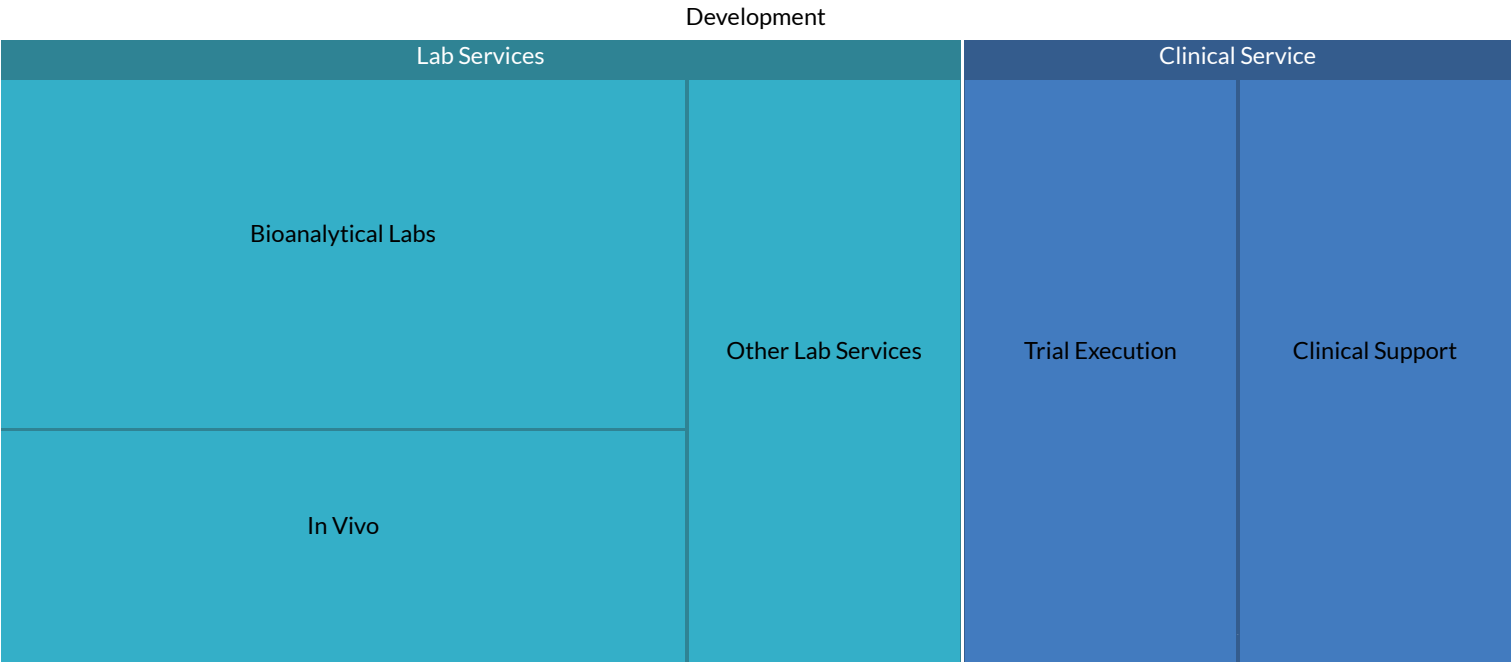 Development
Lab Services
Clinical Service
Bioanalytical Labs
In Vivo
Other Lab Services
Trial Execution
Clinical Support